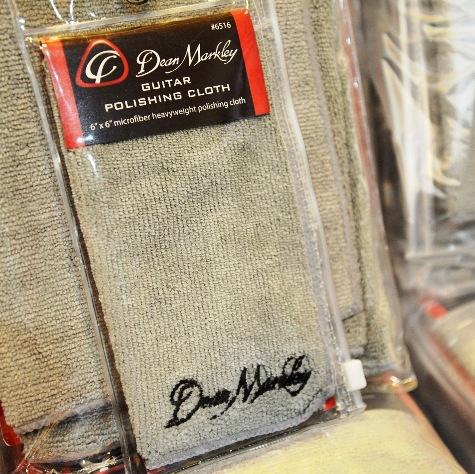 #6516
Dean Markley
GUITAR
POLISHING CLOTH
6" x 6" microfiber heavyweight polishing cloth
Dean Markley